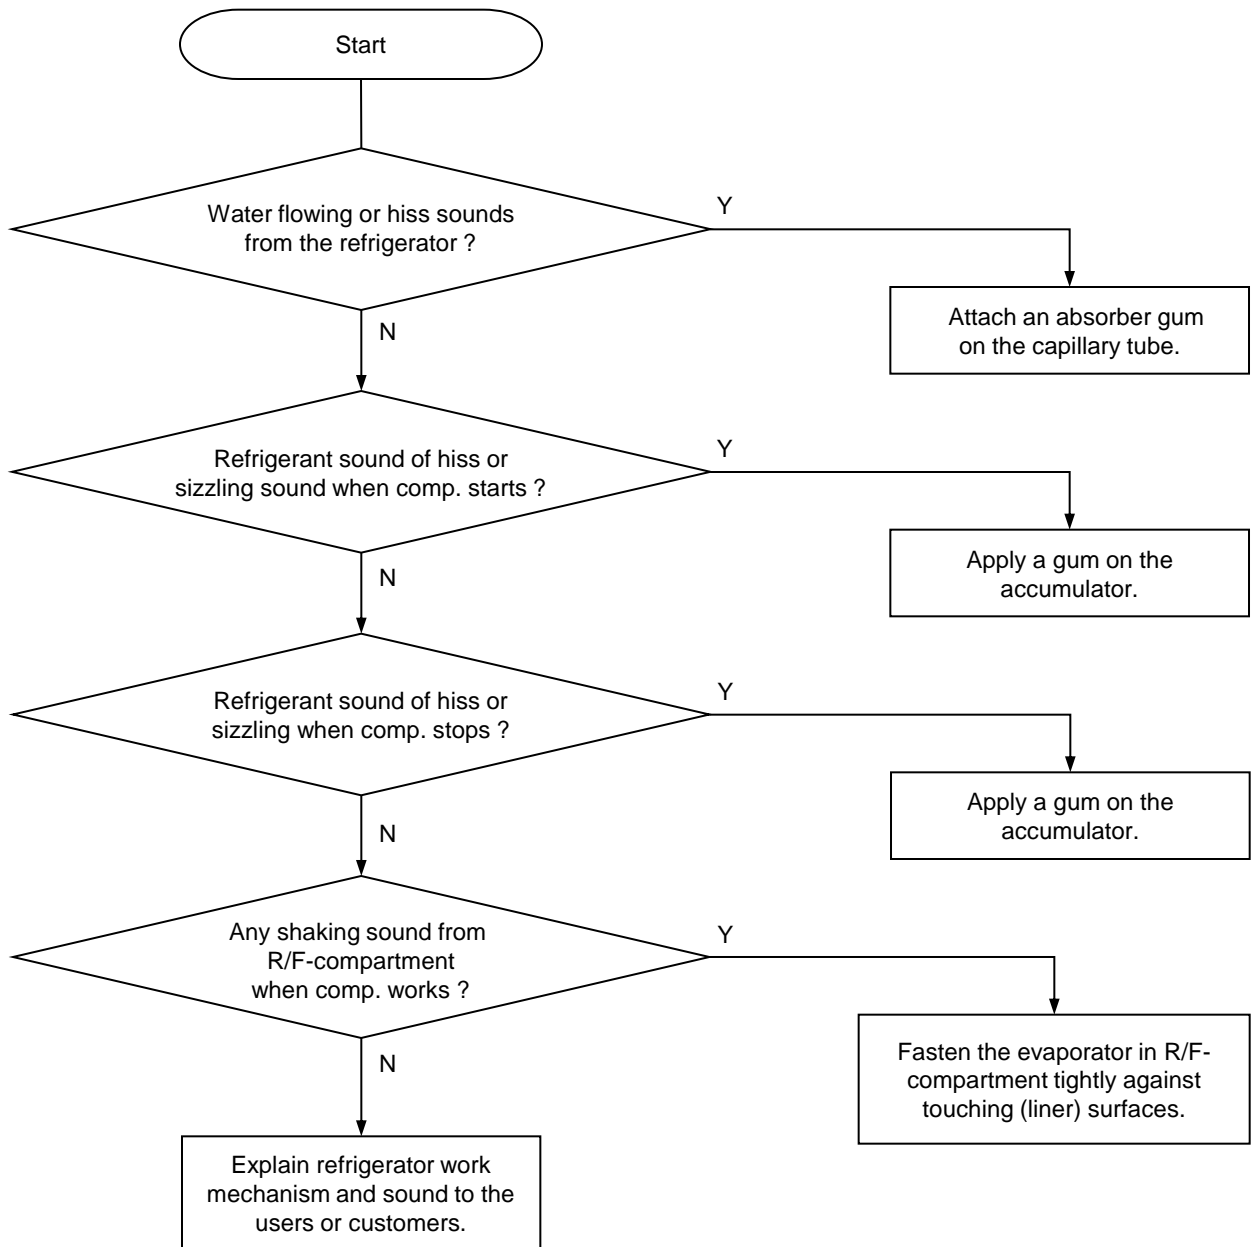 Start
Water flowing or hiss sounds
from the refrigerator ?
Y
Attach an absorber gum
on the capillary tube.
N
Refrigerant sound of hiss or
sizzling sound when comp. starts ?
Y
Apply a gum on the
accumulator.
N
Refrigerant sound of hiss or
sizzling when comp. stops ?
Y
Apply a gum on the
accumulator.
N
Any shaking sound from
R/F-compartment
when comp. works ?
Y
Fasten the evaporator in R/F-
compartment tightly against
touching (liner) surfaces.
N
Explain refrigerator work
mechanism and sound to the
users or customers.